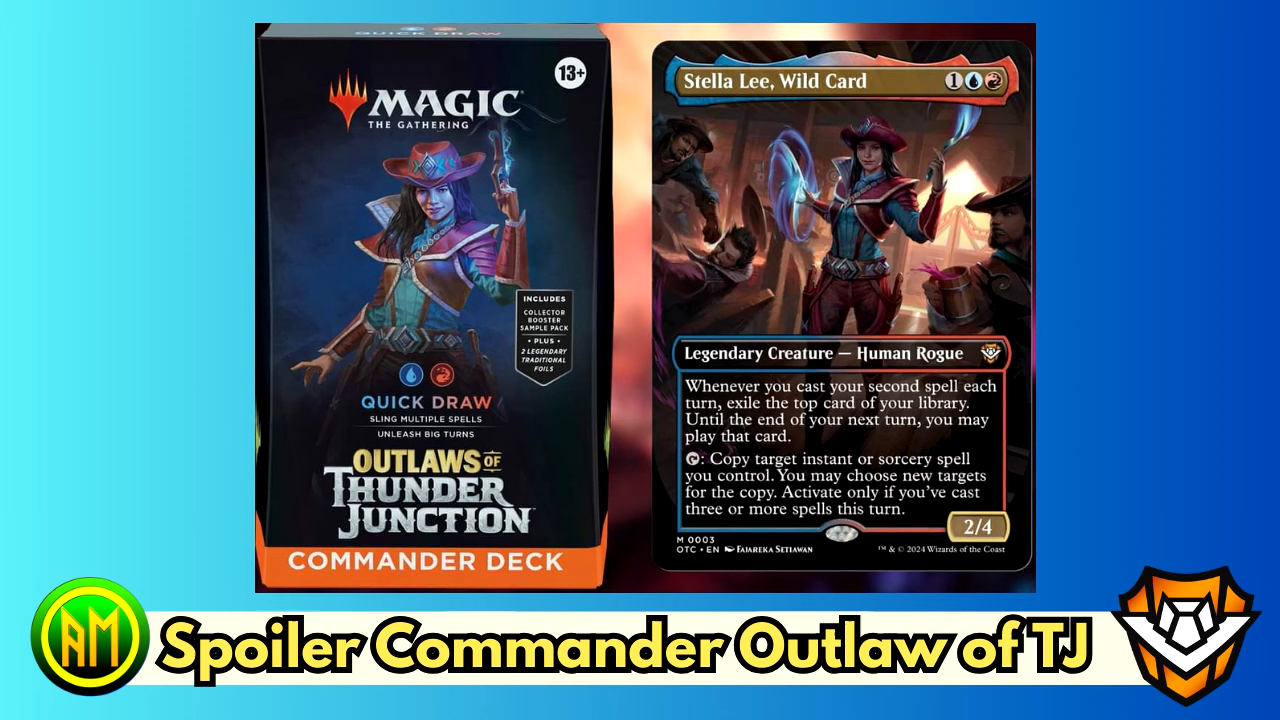 QUICK DRAW
13+
MAGIC
THE GATHERING
INCLUDES
COLLECTOR
BOOSTER
SAMPLE PACK
• PLUS •
2 LEGENDARY
TRADITIONAL
FOILS
QUICK DRAW
SLING MULTIPLE SPELLS
UNLEASH BIG TURNS
OUTLAWS OF
THUNDER
JUNCTION
COMMANDER DECK
Stella Lee, Wild Card 1
Legendary Creature — Human Rogue
Whenever you cast your second spell each
turn, exile the top card of your library.
Until the end of your next turn, you may
play that card.
: Copy target instant or sorcery spell
you control. You may choose new targets
for the copy. Activate only if you've cast
three or more spells this turn.
2/4
M 0003
OTC • EN FAJAREKA SETIAWAN
™ & © 2024 Wizards of the Coast
AM
Spoiler Commander Outlaw of TJ